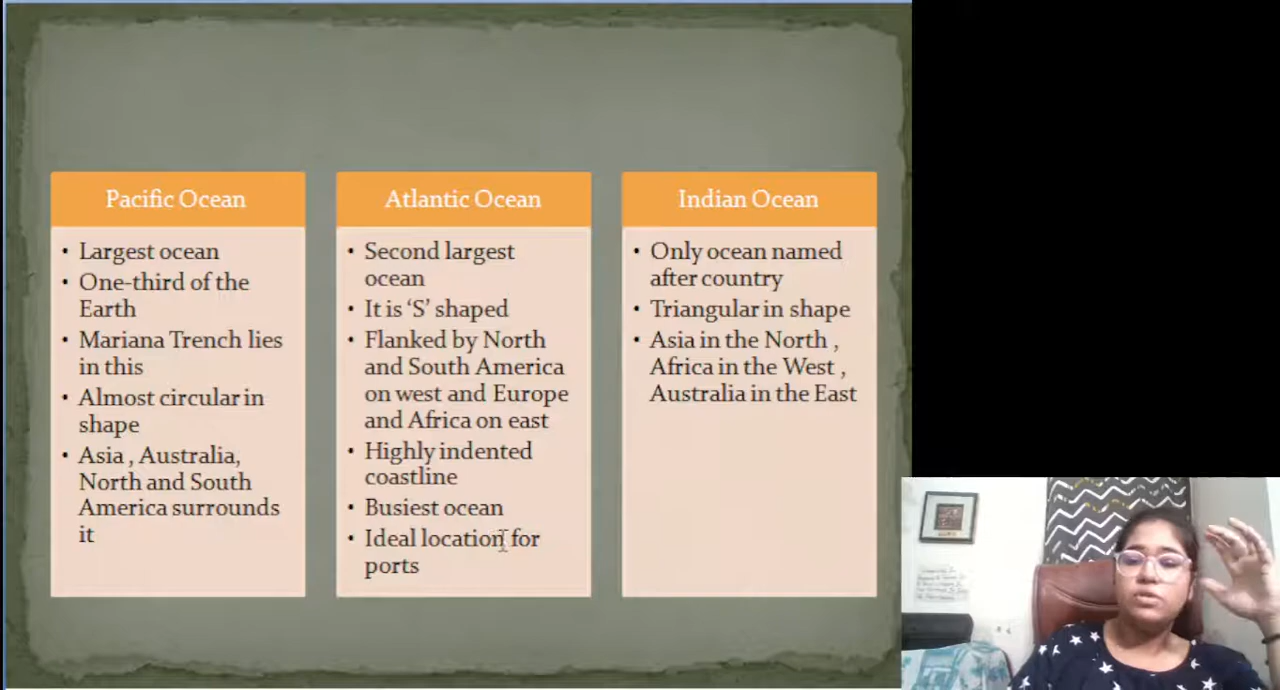 Pacific Ocean
• Largest ocean
• One-third of the
Earth
• Mariana Trench lies
in this
• Almost circular in
shape
• Asia , Australia,
North and South
America surrounds
it
Atlantic Ocean
• Second largest
ocean
• It is ‘S’ shaped
• Flanked by North
and South America
on west and Europe
and Africa on east
• Highly indented
coastline
• Busiest ocean
• Ideal location for
ports
Indian Ocean
• Only ocean named
after country
• Triangular in shape
• Asia in the North ,
Africa in the West ,
Australia in the East